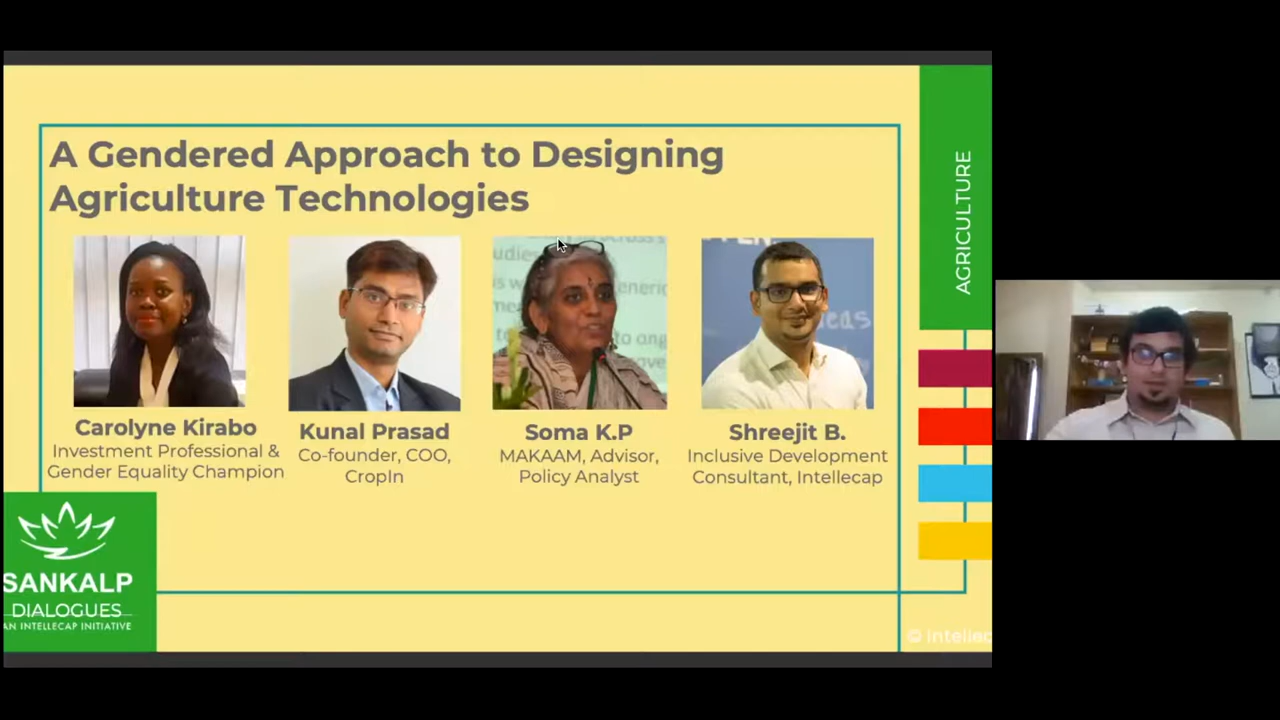 A Gendered Approach to Designing
Agriculture Technologies
AGRICULTURE
Carolyne Kirabo
Investment Professional &
Gender Equality Champion
Kunal Prasad
Co-founder, COO,
CropIn
Soma K.P
MAKAAM, Advisor,
Policy Analyst
Shreejit B.
Inclusive Development
Consultant, Intellecap
SANKALP
DIALOGUES
AN INTELLECAP INITIATIVE
© Intellec